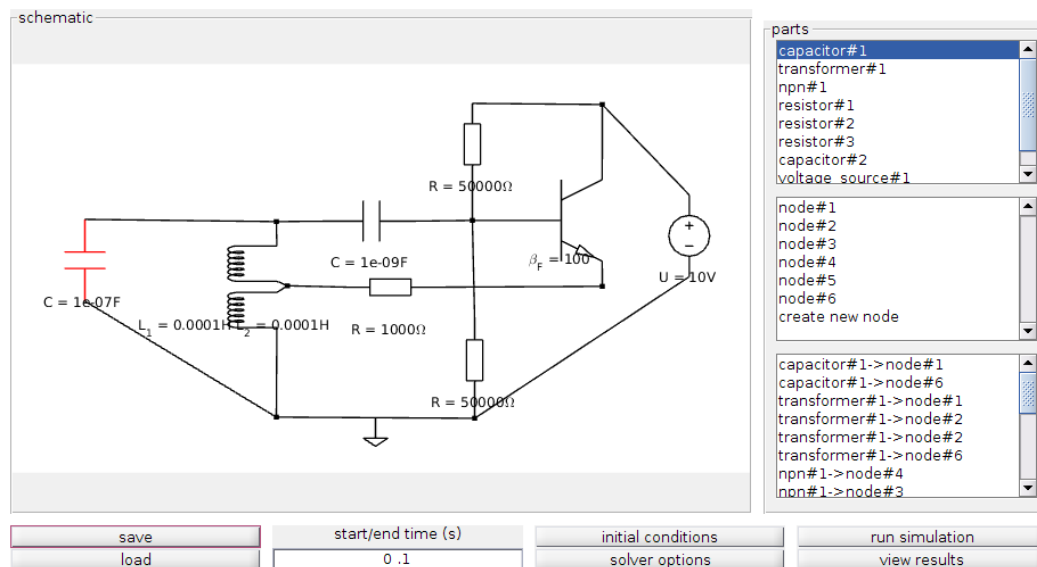 schematic
R = 50000Ω
C = 1e-09F
β_F = 100
U = 10V
C = 1e-07F
L_1 = 0.0001H L_2 = 0.0001H
R = 1000Ω
R = 50000Ω
parts
capacitor#1
transformer#1
npn#1
resistor#1
resistor#2
resistor#3
capacitor#2
voltage_source#1
node#1
node#2
node#3
node#4
node#5
node#6
create new node
capacitor#1->node#1
capacitor#1->node#6
transformer#1->node#1
transformer#1->node#2
transformer#1->node#2
transformer#1->node#6
npn#1->node#4
npn#1->node#3
save
start/end time (s)
initial conditions
run simulation
load
0 .1
solver options
view results